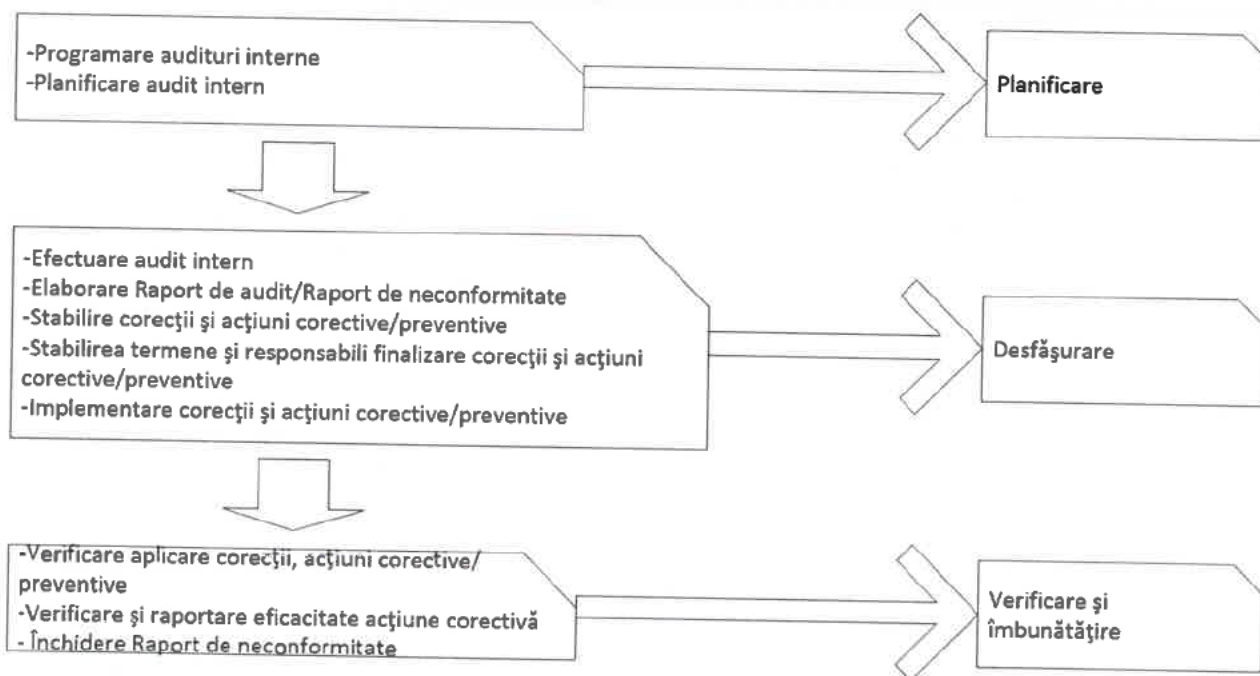 -Programare audituri interne
-Planificare audit intern
Planificare
-Efectuare audit intern
-Elaborare Raport de audit/Raport de neconformitate
-Stabilire corecţii şi acţiuni corective/preventive
-Stabilirea termene şi responsabili finalizare corecţii şi acţiuni
corective/preventive
-Implementare corecţii şi acţiuni corective/preventive
Desfăşurare
-Verificare aplicare corecţii, acţiuni corective/
preventive
-Verificare şi raportare eficacitate acţiune corectivă
- Închidere Raport de neconformitate
Verificare şi
îmbunătăţire